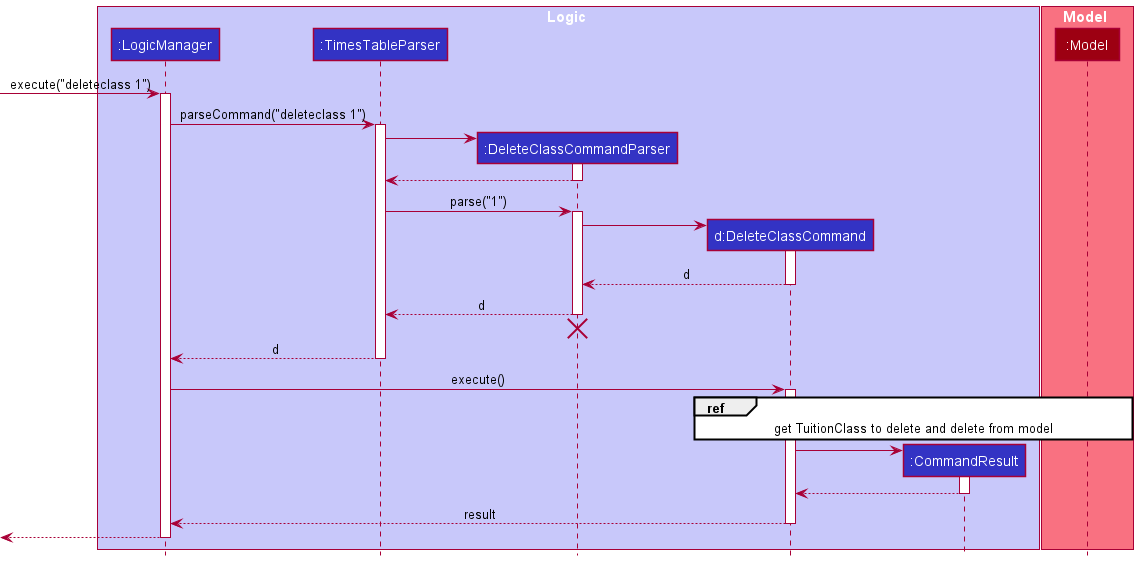 Logic
Model
:LogicManager
:TimesTableParser
:Model
execute("deleteclass 1")
parseCommand("deleteclass 1")
:DeleteClassCommandParser
parse("1")
d:DeleteClassCommand
d
d
d
execute()
ref
get TuitionClass to delete and delete from model
:CommandResult
result